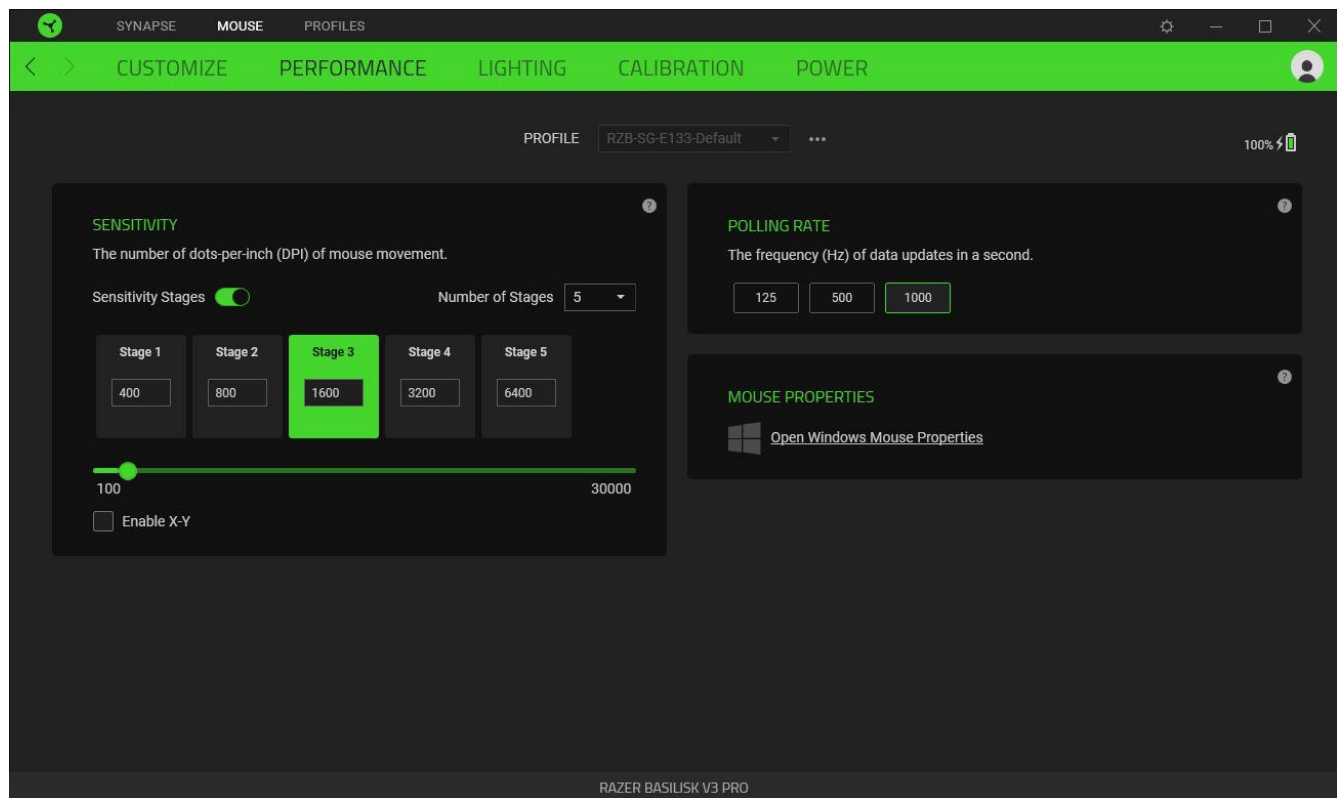 SYNAPSE MOUSE PROFILES
CUSTOMIZE PERFORMANCE LIGHTING CALIBRATION POWER
PROFILE RZB-SG-E133-Default
100%
SENSITIVITY
The number of dots-per-inch (DPI) of mouse movement.
Sensitivity Stages Number of Stages 5
Stage 1 Stage 2 Stage 3 Stage 4 Stage 5
400 800 1600 3200 6400
100 30000
Enable X-Y
POLLING RATE
The frequency (Hz) of data updates in a second.
125 500 1000
MOUSE PROPERTIES
Open Windows Mouse Properties
RAZER BASILISK V3 PRO